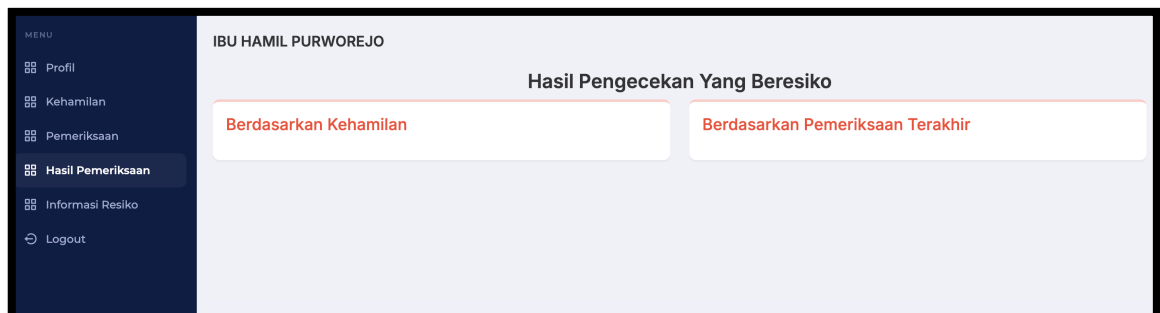 MENU
Profil
Kehamilan
Pemeriksaan
Hasil Pemeriksaan
Informasi Resiko
Logout
IBU HAMIL PURWOREJO
Hasil Pengecekan Yang Beresiko
Berdasarkan Kehamilan
Berdasarkan Pemeriksaan Terakhir